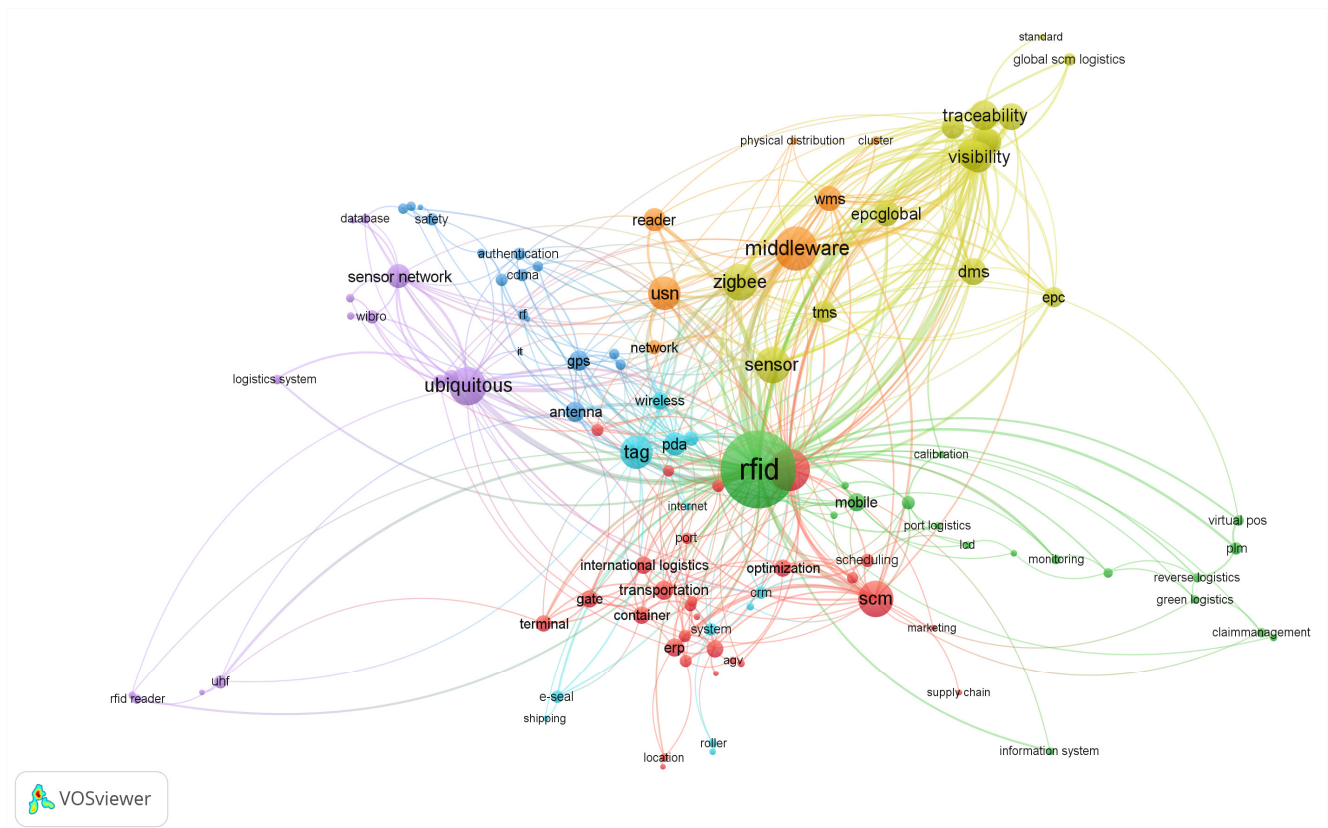 standard
global scm logistics
traceability
physical distribution
cluster
visibility
wms
epcglobal
database
safety
reader
middleware
authentication
cdma
sensor network
zigbee
dms
usn
epc
wibro
rf
tms
network
it
gps
sensor
logistics system
ubiquitous
wireless
antenna
tag
pda
rfid
calibration
mobile
internet
port logistics
virtual pos
port
lcd
plm
monitoring
scheduling
international logistics
optimization
reverse logistics
transportation
crm
gate
scm
green logistics
container
terminal
system
marketing
claimmanagement
erp
agv
uhf
rfid reader
e-seal
supply chain
shipping
roller
information system
location
VOSviewer